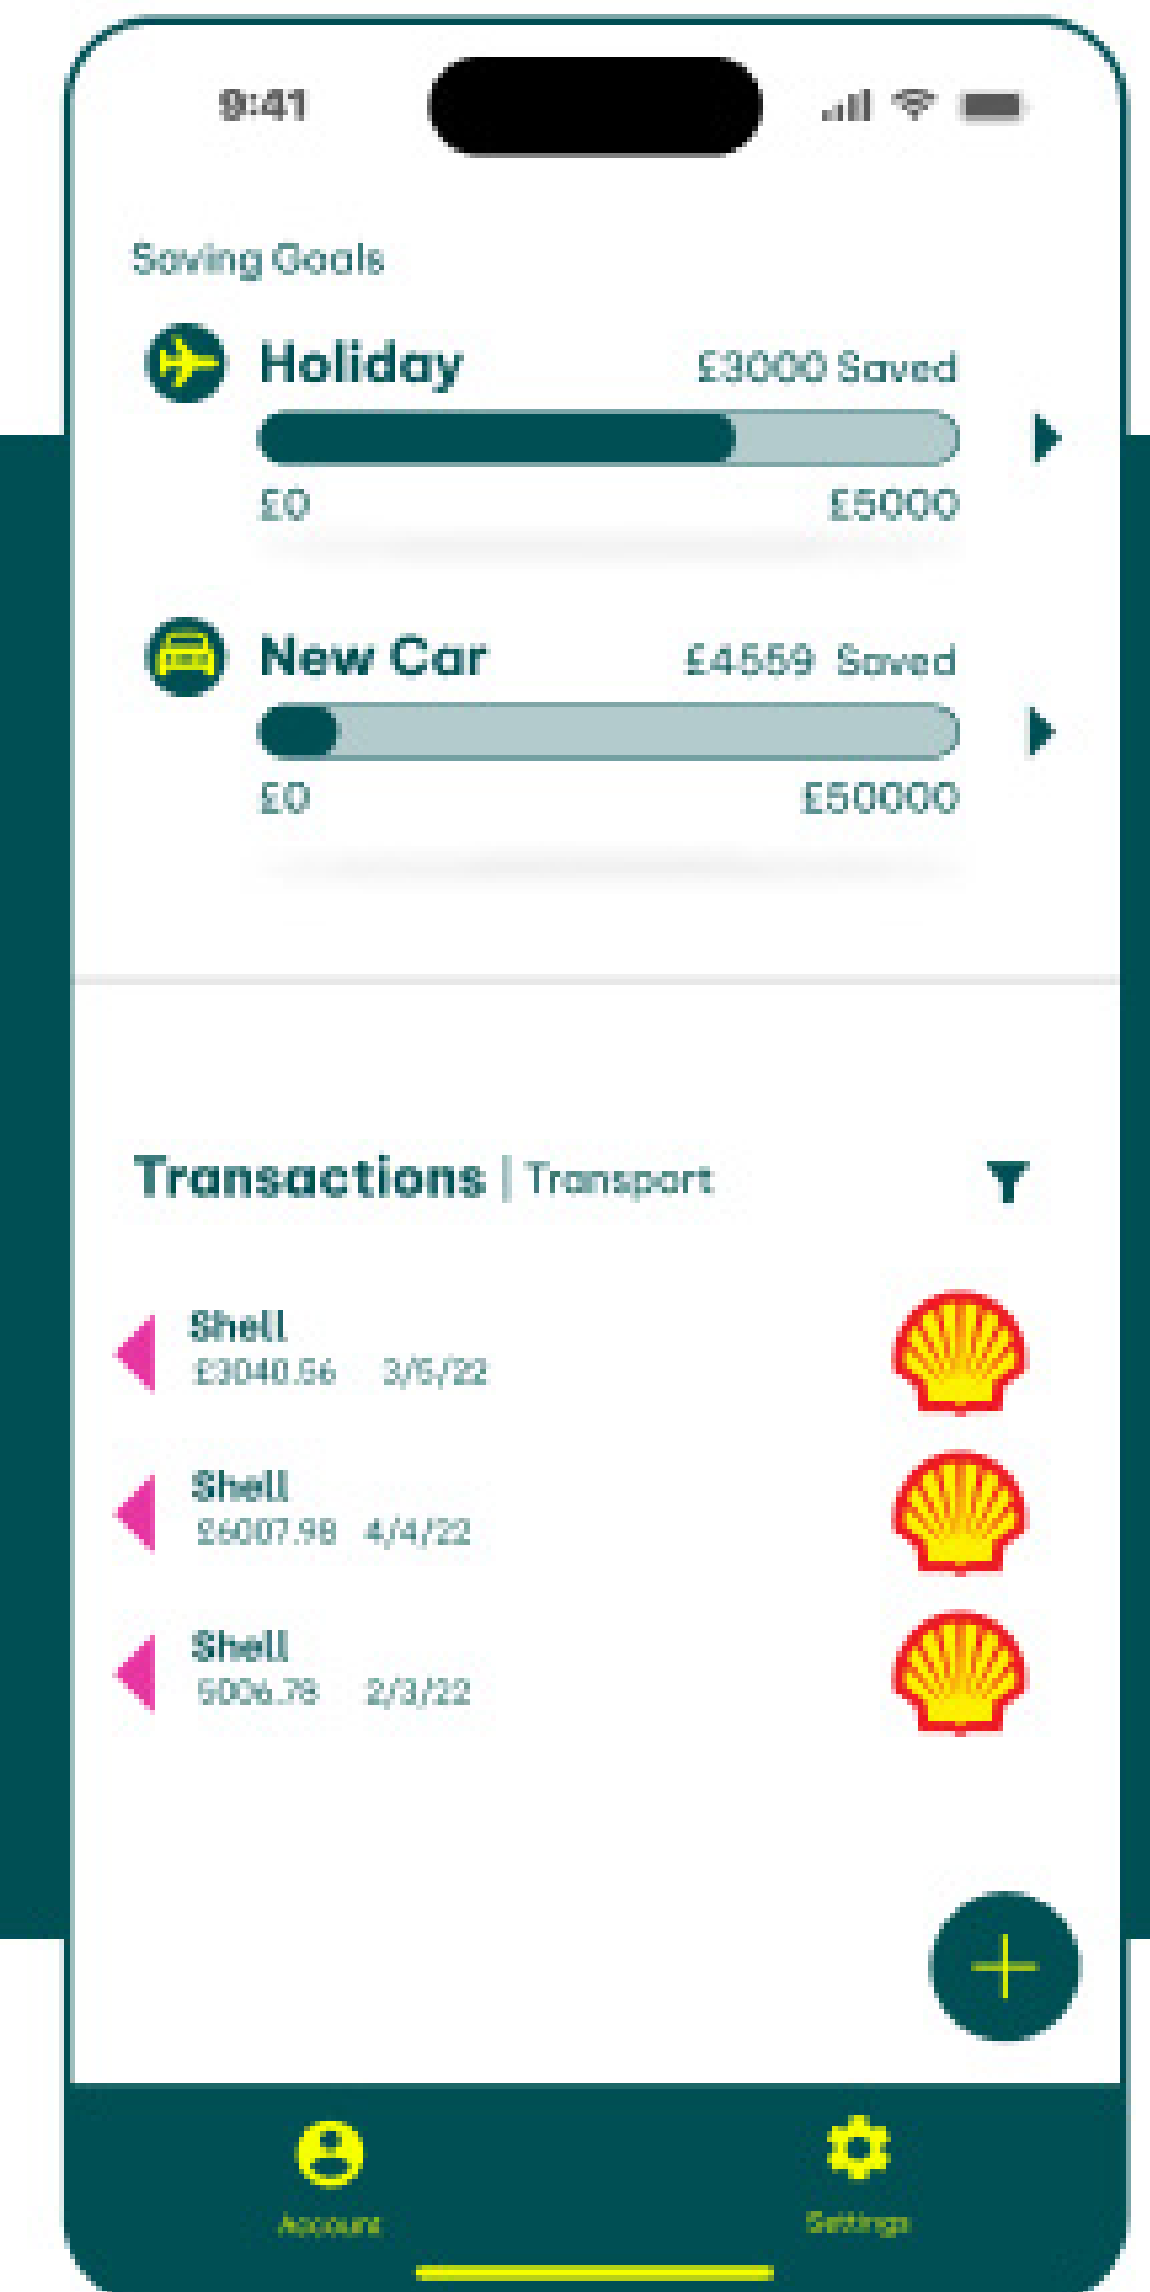 9:41
Saving Goals
Holiday £3000 Saved
£0 £5000
New Car £4559 Saved
£0 £50000
Transactions | Transport
Shell
£3040.56 3/5/22
Shell
£6007.98 4/4/22
Shell
5006.78 2/3/22
Account Settings